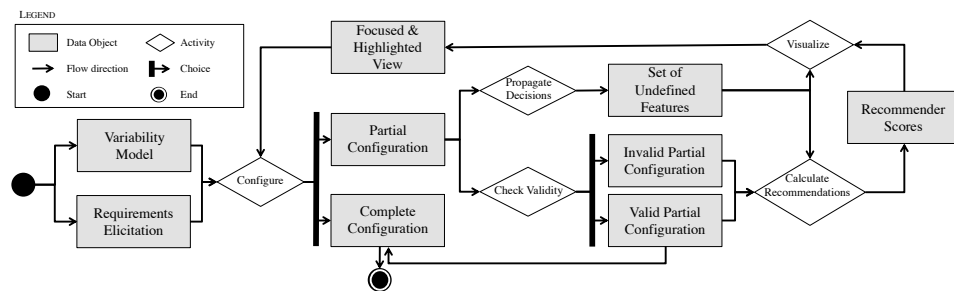 LEGEND
Data Object
Activity
Flow direction
Choice
Start
End
Variability
Model
Requirements
Elicitation
Configure
Focused &
Highlighted
View
Partial
Configuration
Complete
Configuration
Propagate
Decisions
Check Validity
Set of
Undefined
Features
Invalid Partial
Configuration
Valid Partial
Configuration
Visualize
Calculate
Recommendations
Recommender
Scores